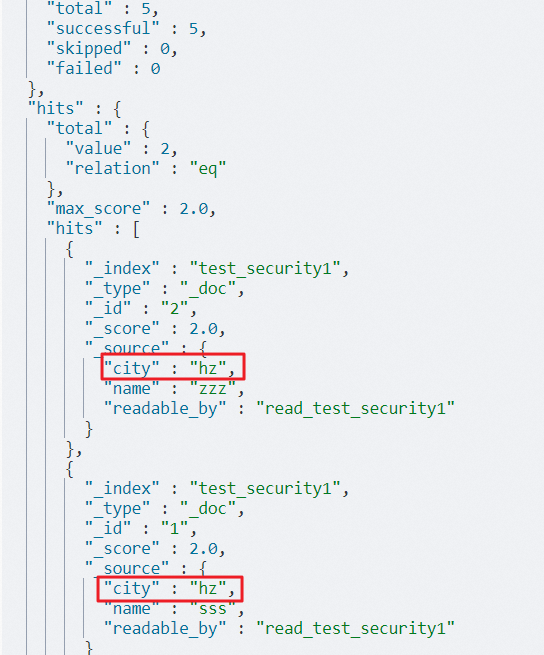 "total" : 5,
"successful" : 5,
"skipped" : 0,
"failed" : 0
},
"hits" : {
"total" : {
"value" : 2,
"relation" : "eq"
},
"max_score" : 2.0,
"hits" : [
{
"_index" : "test_security1",
"_type" : "_doc",
"_id" : "2",
"_score" : 2.0,
"_source" : {
"city" : "hz",
"name" : "zzz",
"readable_by" : "read_test_security1"
}
},
{
"_index" : "test_security1",
"_type" : "_doc",
"_id" : "1",
"_score" : 2.0,
"_source" : {
"city" : "hz",
"name" : "sss",
"readable_by" : "read_test_security1"
}